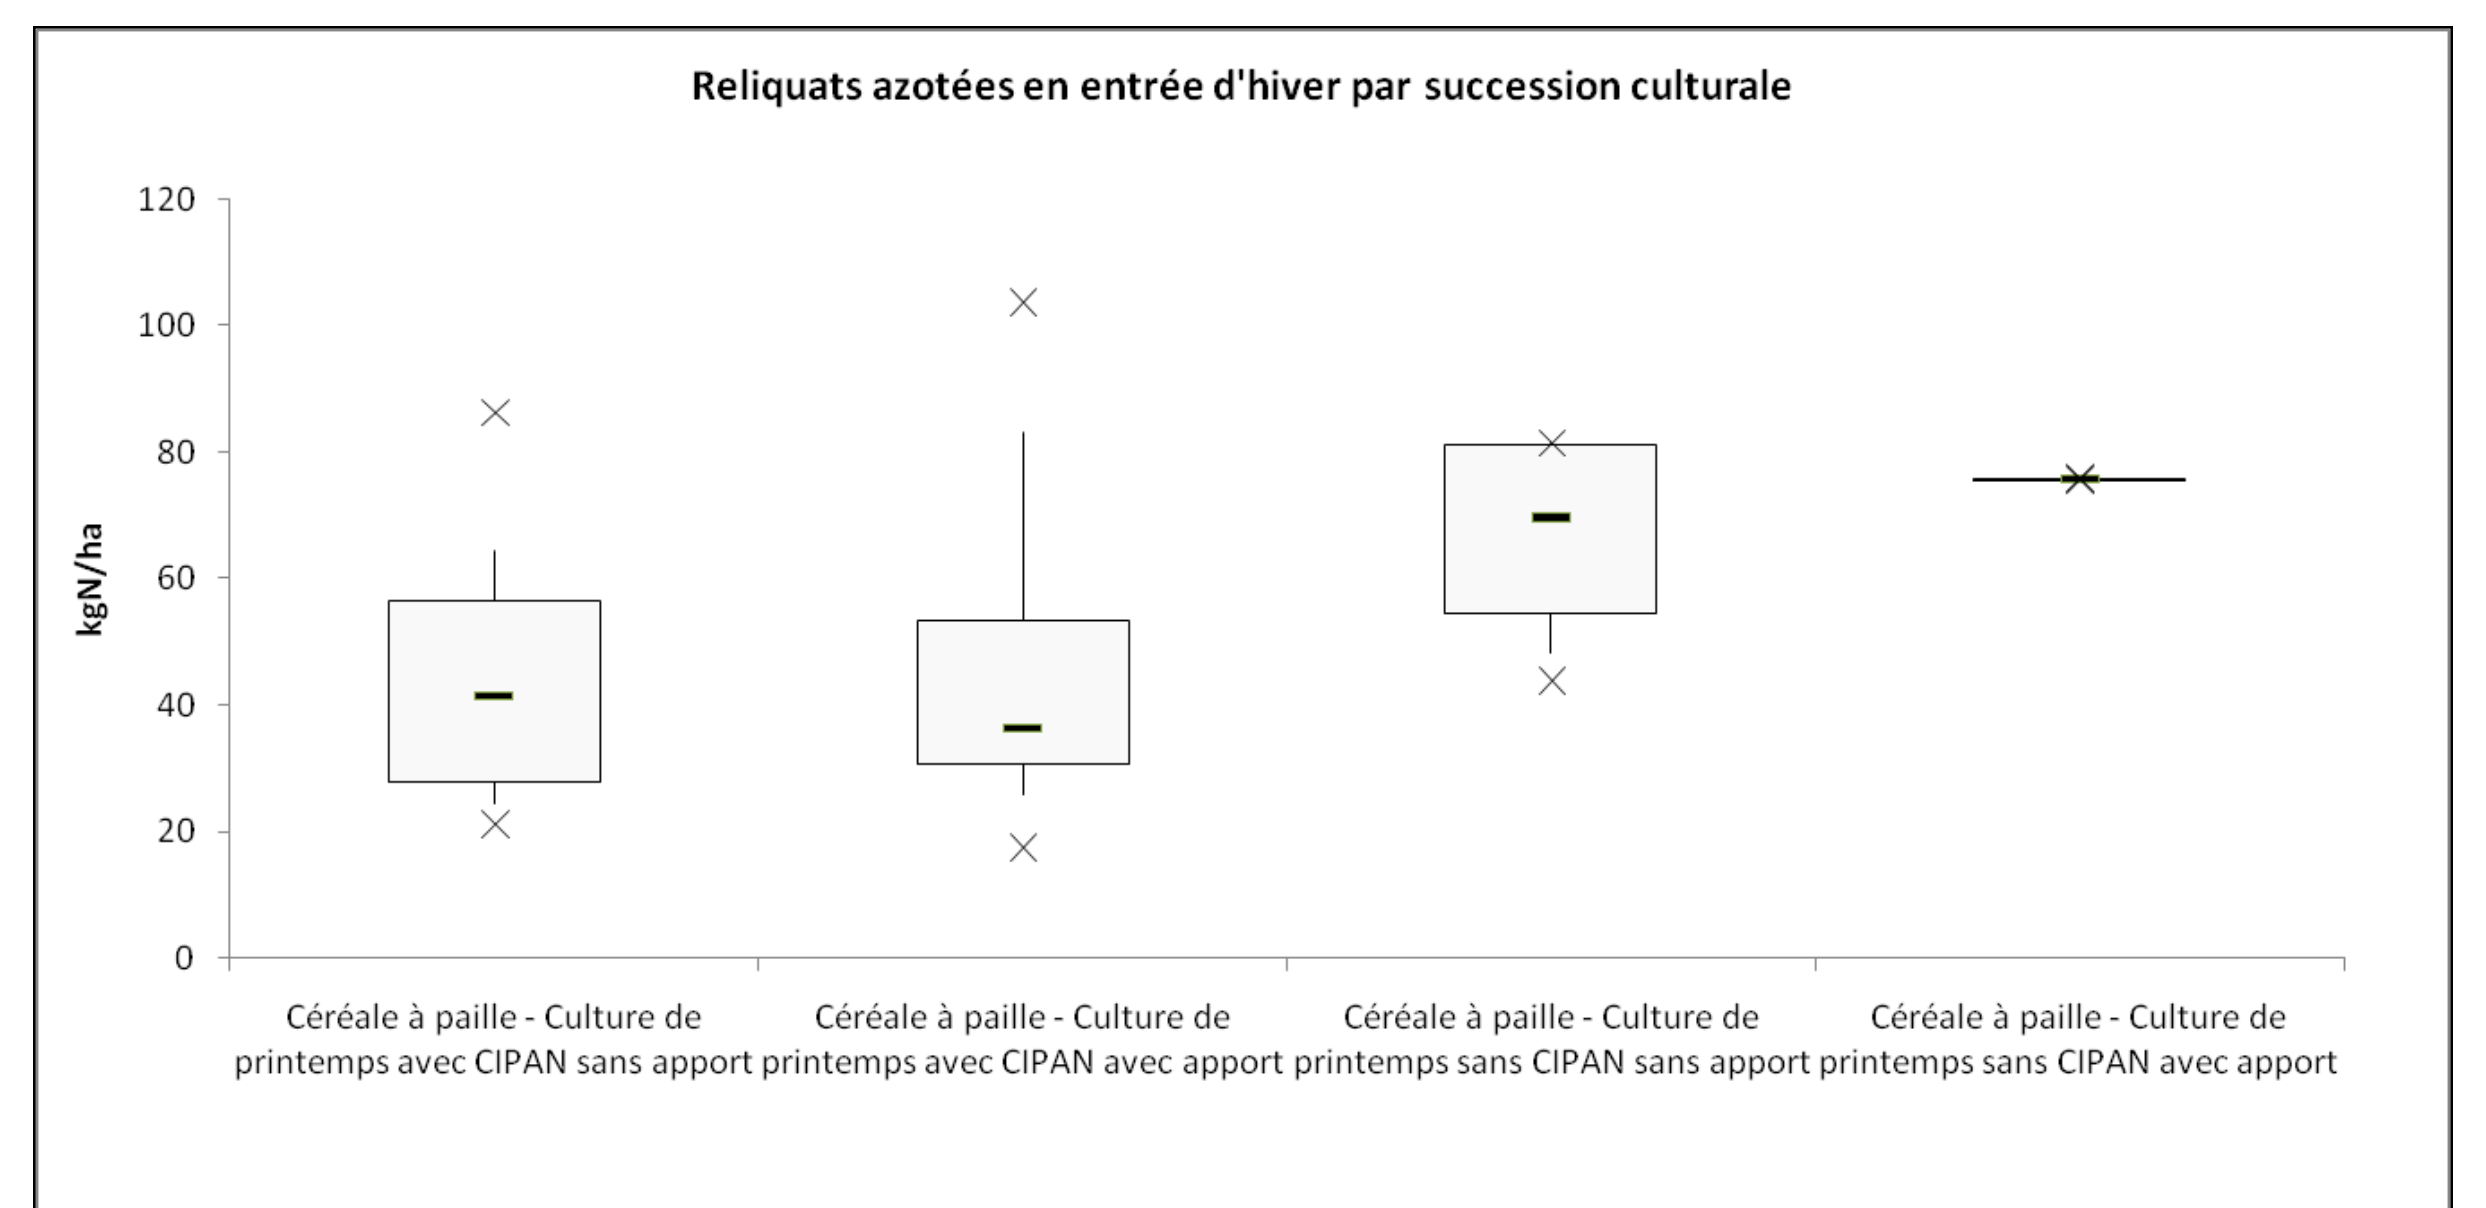 Reliquats azotées en entrée d'hiver par succession culturale
120
100
80
60
40
20
0
kgN/ha
Céréale à paille - Culture de
printemps avec CIPAN sans apport
Céréale à paille - Culture de
printemps avec CIPAN avec apport
Céréale à paille - Culture de
printemps sans CIPAN sans apport
Céréale à paille - Culture de
printemps sans CIPAN avec apport